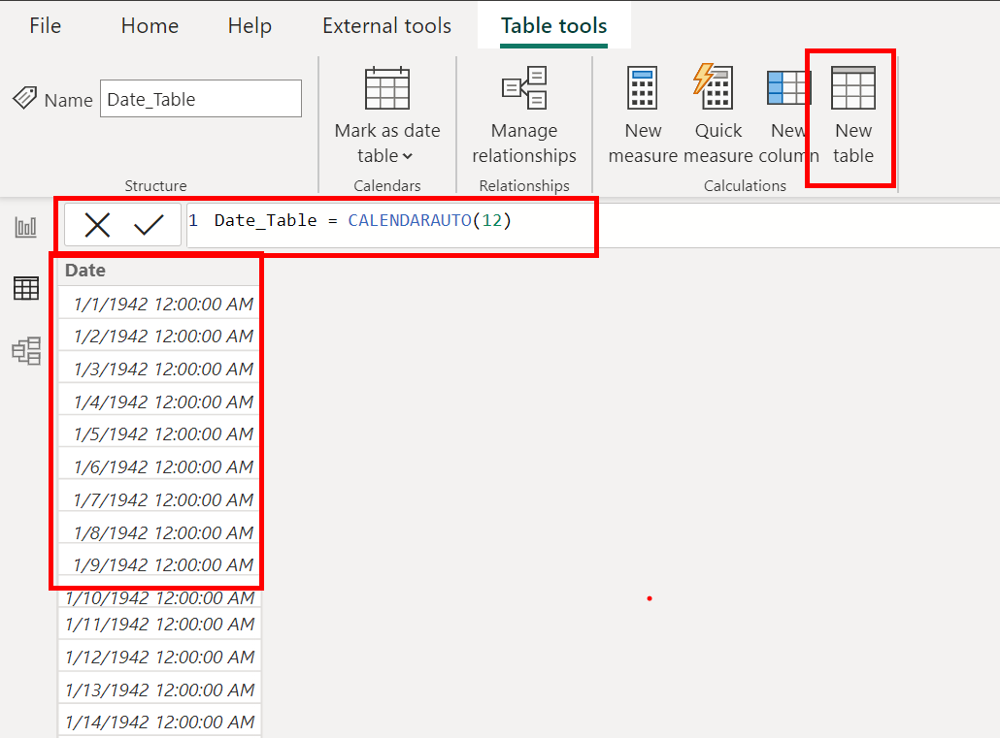 File Home Help External tools Table tools
Name Date_Table
Mark as date
table
Manage
relationships
New
measure
Quick
measure
New
column
New
table
Structure Calendars Relationships Calculations
1 Date_Table = CALENDARAUTO(12)
Date
1/1/1942 12:00:00 AM
1/2/1942 12:00:00 AM
1/3/1942 12:00:00 AM
1/4/1942 12:00:00 AM
1/5/1942 12:00:00 AM
1/6/1942 12:00:00 AM
1/7/1942 12:00:00 AM
1/8/1942 12:00:00 AM
1/9/1942 12:00:00 AM
1/10/1942 12:00:00 AM
1/11/1942 12:00:00 AM
1/12/1942 12:00:00 AM
1/13/1942 12:00:00 AM
1/14/1942 12:00:00 AM